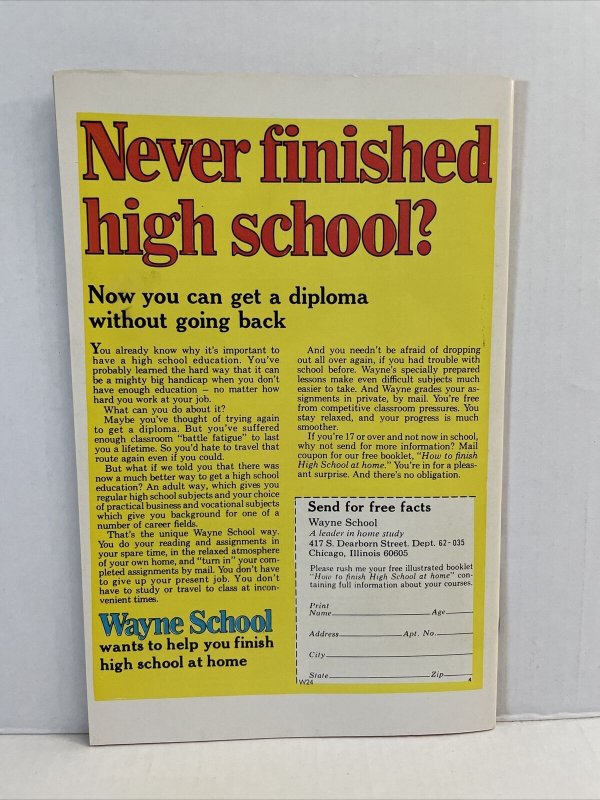 Never finished
high school?
Now you can get a diploma
without going back
You already know why it's important to
have a high school education. You've
probably learned the hard way that it can
be a mighty big handicap when you don't
have enough education — no matter how
hard you work at your job.
What can you do about it?
Maybe you've thought of trying again
to get a diploma. But you've suffered
enough classroom "battle fatigue" to last
you a lifetime. So you'd hate to travel that
route again even if you could.
But what if we told you that there was
now a much better way to get a high school
education? An adult way, which gives you
regular high school subjects and your choice
of practical business and vocational subjects
which give you background for one of a
number of career fields.
That's the unique Wayne School way.
You do your reading and assignments in
your spare time, in the relaxed atmosphere
of your own home, and "turn in" your com-
pleted assignments by mail. You don't have
to give up your present job. You don't
have to study or travel to class at incon-
venient times.
Wayne School
wants to help you finish
high school at home
And you needn't be afraid of dropping
out all over again, if you had trouble with
school before. Wayne's specially prepared
lessons make even difficult subjects much
easier to take. And Wayne grades your as-
signments in private, by mail. You're free
from competitive classroom pressures. You
stay relaxed, and your progress is much
smoother.
If you're 17 or over and not now in school,
why not send for more information? Mail
coupon for our free booklet, "How to finish
High School at home." You're in for a pleas-
ant surprise. And there's no obligation.
Send for free facts
Wayne School
A leader in home study
417 S. Dearborn Street. Dept. 62-035
Chicago, Illinois 60605
Please rush me your free illustrated booklet
"How to finish High School at home" con-
taining full information about your courses.
Print
Name Age
Address Apt. No.
City
State Zip
W24 4